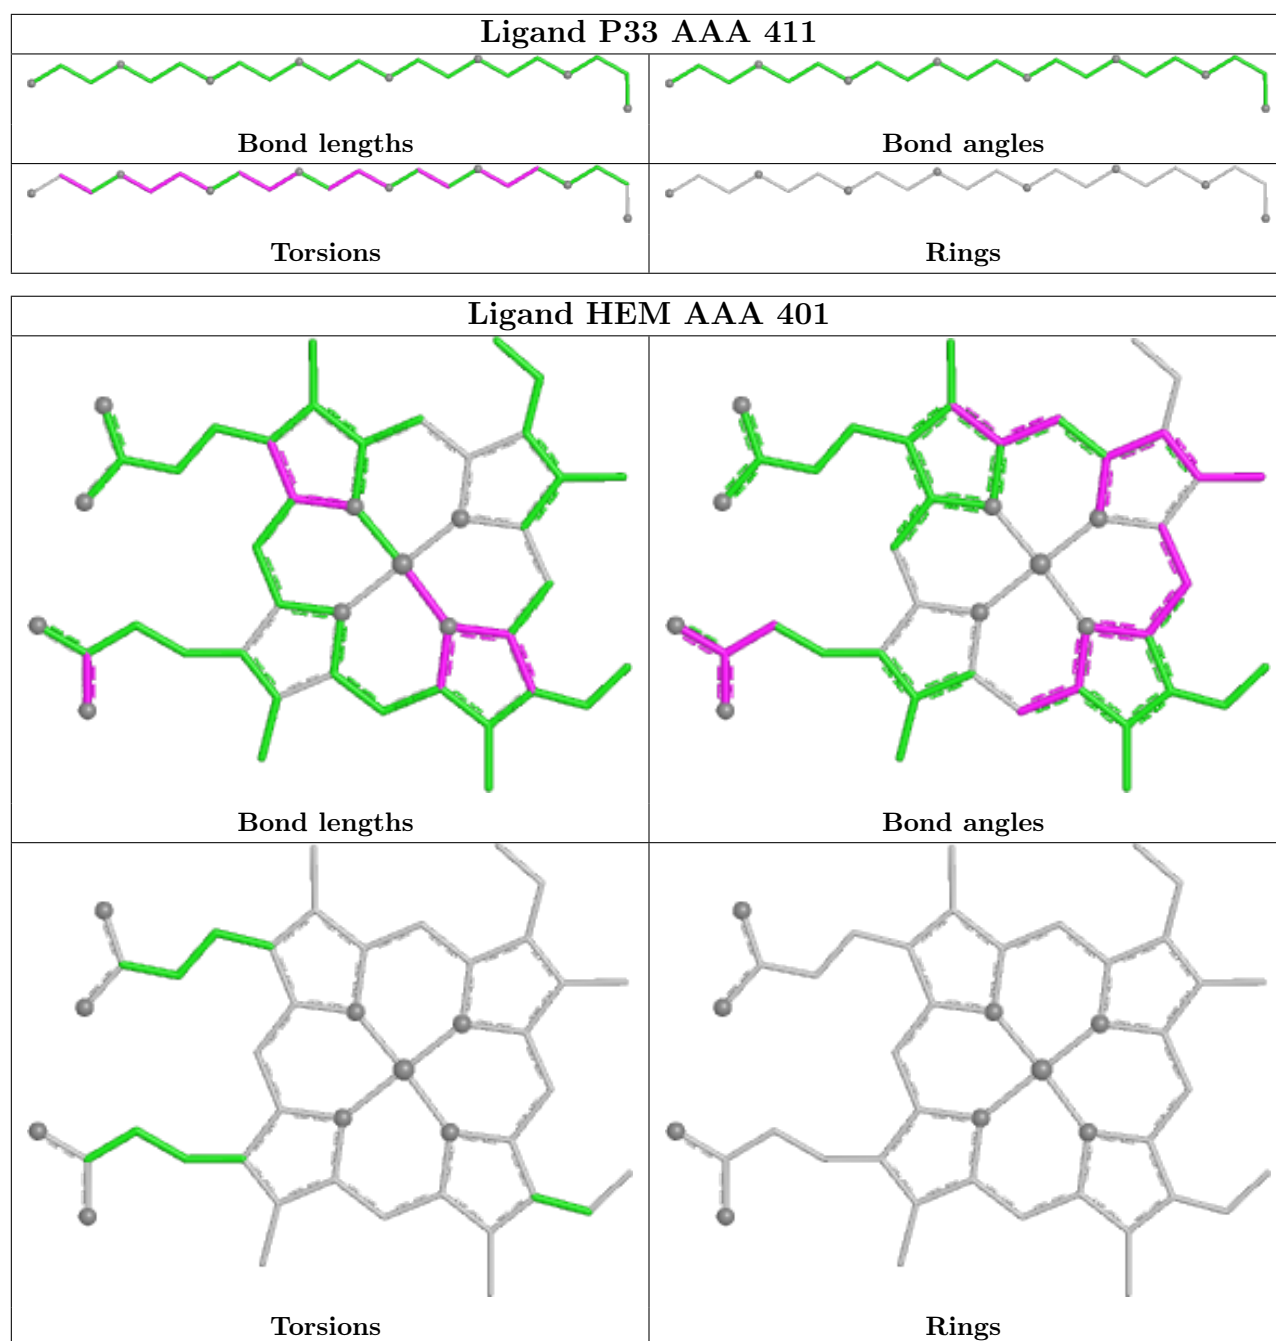 Ligand P33 AAA 411
Bond lengths
Bond angles
Torsions
Rings
Ligand HEM AAA 401
Bond lengths
Bond angles
Torsions
Rings